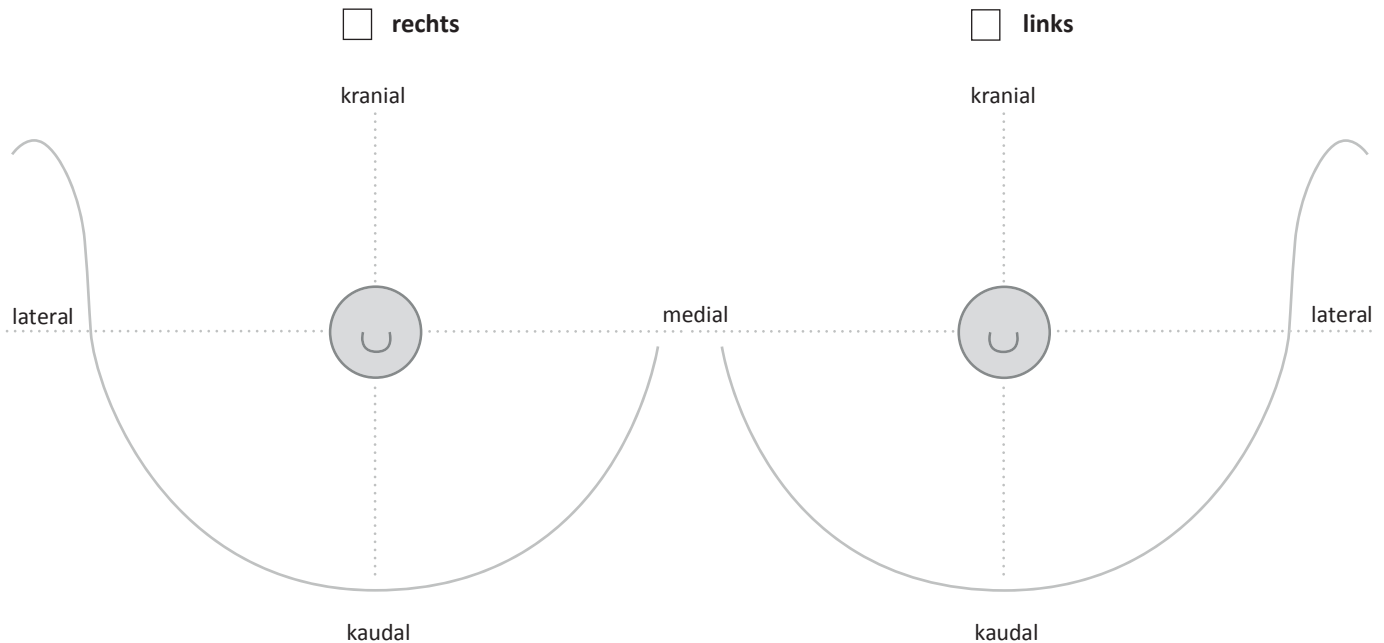 rechts links
kranial kranial
lateral medial lateral
kaudal kaudal